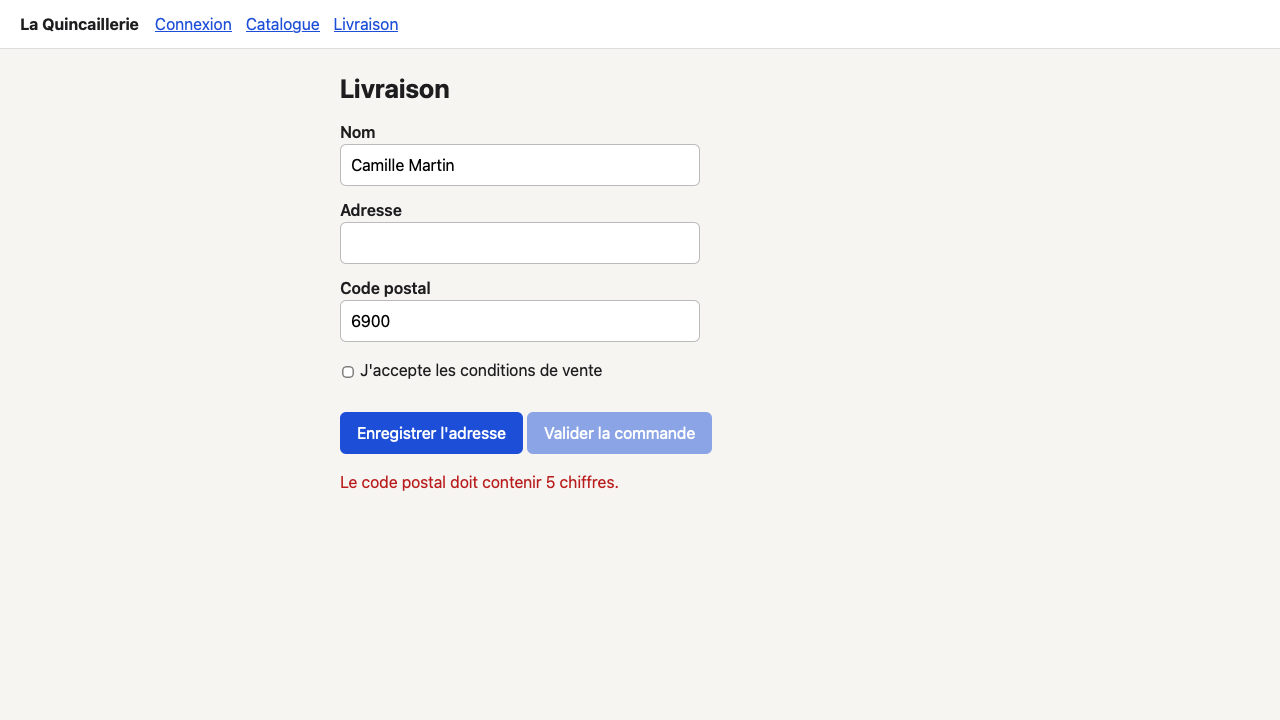 La Quincaillerie Connexion Catalogue Livraison
Livraison
Nom
Camille Martin
Adresse
Code postal
6900
J'accepte les conditions de vente
Enregistrer l'adresse Valider la commande
Le code postal doit contenir 5 chiffres.